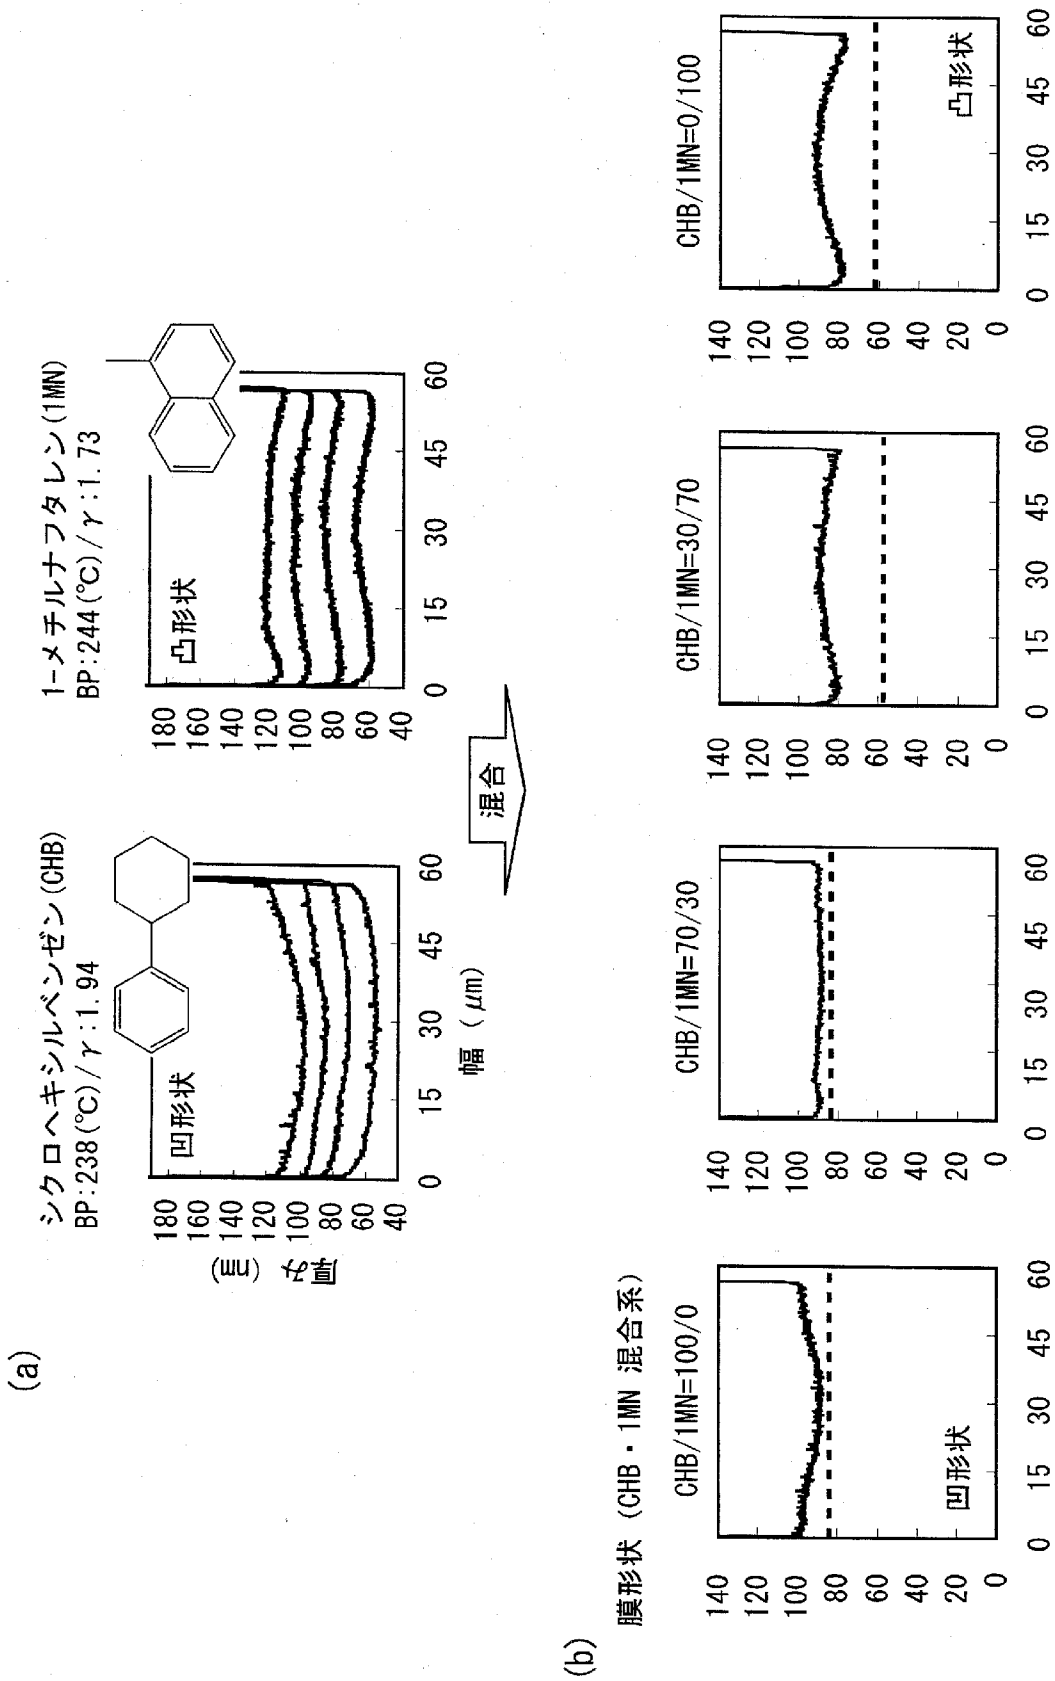 (a)
シクロヘキシルベンゼン(CHB)
BP:238(℃)/γ:1.94
凹形状
厚み (nm)
180
160
140
120
100
80
60
40
0 15 30 45 60
幅 (μm)
1-メチルナフタレン(1MN)
BP:244(℃)/γ:1.73
凸形状
180
160
140
120
100
80
60
40
0 15 30 45 60
混合
(b)
膜形状 (CHB・1MN 混合系)
CHB/1MN=100/0
140
120
100
80
60
40
20
0
凹形状
0 15 30 45 60
CHB/1MN=70/30
140
120
100
80
60
40
20
0
0 15 30 45 60
CHB/1MN=30/70
140
120
100
80
60
40
20
0
0 15 30 45 60
CHB/1MN=0/100
140
120
100
80
60
40
20
0
凸形状
0 15 30 45 60